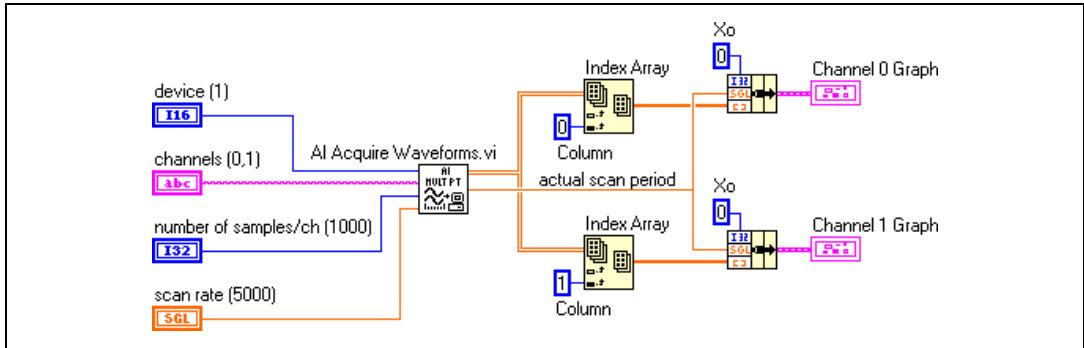 device (1)
I16
channels (0,1)
abc
number of samples/ch (1000)
I32
scan rate (5000)
SGL
AI Acquire Waveforms.vi
AI
MULT PT
Index Array
0
Column
actual scan period
Index Array
1
Column
Xo
0
I32
SGL
[ ]
Channel 0 Graph
Xo
0
I32
SGL
[ ]
Channel 1 Graph